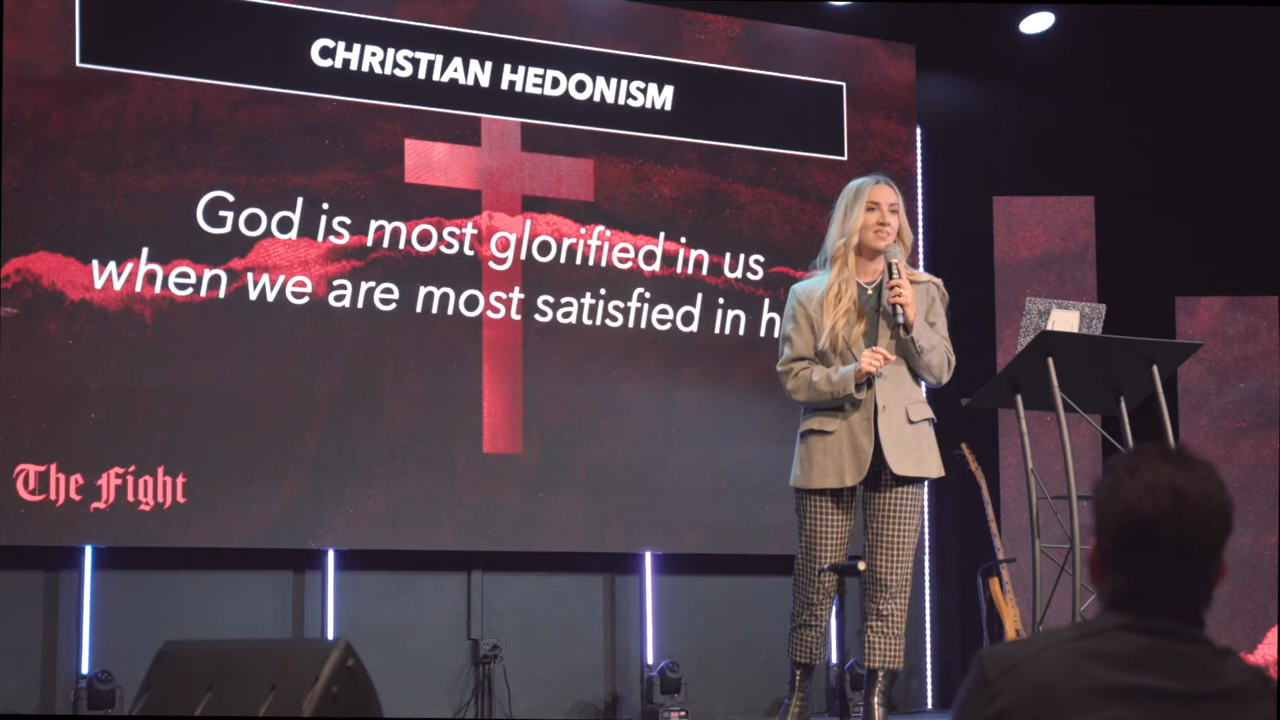 CHRISTIAN HEDONISM
God is most glorified in us
when we are most satisfied in h
The Fight